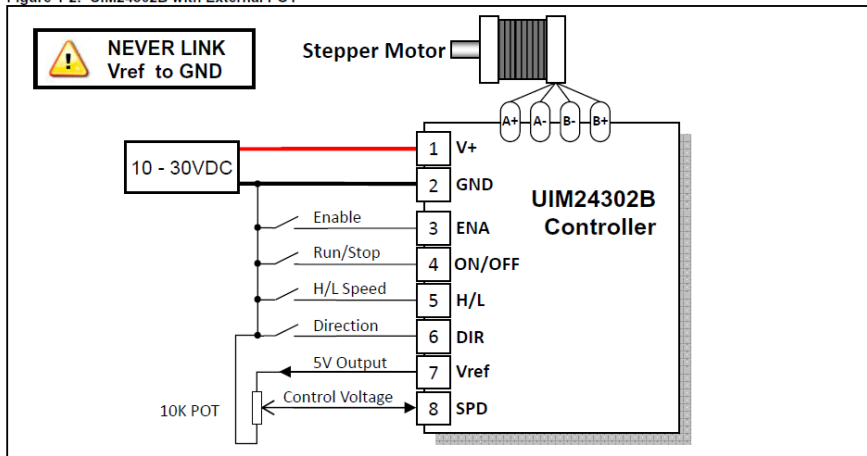 Figure 1-2: UIM24302B with External POT
NEVER LINK
Vref to GND
Stepper Motor
A+ A- B- B+
10 - 30VDC
1 V+
2 GND
UIM24302B
Controller
Enable 3 ENA
Run/Stop 4 ON/OFF
H/L Speed 5 H/L
Direction 6 DIR
5V Output 7 Vref
10K POT Control Voltage 8 SPD